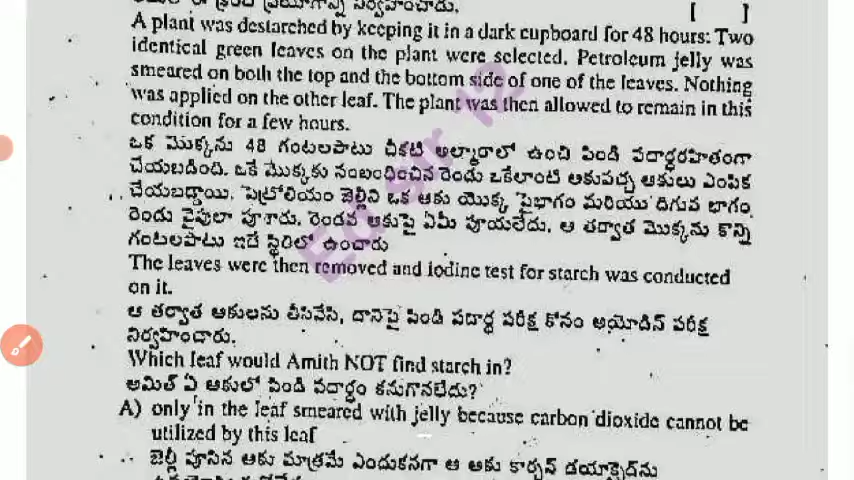 [ ]
A plant was destarched by keeping it in a dark cupboard for 48 hours: Two
identical green leaves on the plant were selected. Petroleum jelly was
smeared on both the top and the bottom side of one of the leaves. Nothing
was applied on the other leaf. The plant was then allowed to remain in this
condition for a few hours.
ఒక మొక్కను 48 గంటలపాటు చీకటి అల్మారాలో ఉంచి పిండి పదార్థరహితంగా
చేయబడింది. ఒకే మొక్కకు సంబంధించిన రెండు ఒకేలాంటి ఆకుపచ్చ ఆకులు ఎంపిక
చేయబడ్డాయి. పెట్రోలియం జెల్లీని ఒక ఆకు యొక్క పైభాగం మరియు దిగువ భాగం
రెండు వైపులా పూశారు. రెండవ ఆకుపై ఏమీ పూయలేదు. ఆ తర్వాత మొక్కను కొన్ని
గంటలపాటు ఇదే స్థితిలో ఉంచారు
The leaves were then removed and iodine test for starch was conducted
on it.
ఆ తర్వాత ఆకులను తీసివేసి, దానిపై పిండి పదార్థ పరీక్ష కోసం అయోడిన్ పరీక్ష
నిర్వహించారు.
Which leaf would Amith NOT find starch in?
అమిత్ ఏ ఆకులో పిండి పదార్థం కనుగొనలేదు?
A) only in the leaf smeared with jelly because carbon dioxide cannot be
utilized by this leaf
జెల్లీ పూసిన ఆకు మాత్రమే ఎందుకనగా ఆ ఆకు కార్బన్ డయాక్సైడ్‌ను